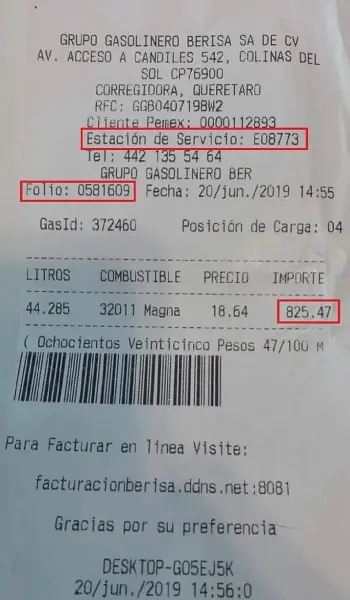 GRUPO GASOLINERO BERISA SA DE CV
AV. ACCESO A CANDILES 542, COLINAS DEL
SOL CP76900
CORREGIDORA, QUERETARO
RFC: GGB0407198W2
Cliente Pemex: 0000112893
Estación de Servicio: E08773
Tel: 442 135 54 64
GRUPO GASOLINERO BER
Folio: 0581609 Fecha: 20/jun./2019 14:55
GasId: 372460 Posición de Carga: 04
LITROS COMBUSTIBLE PRECIO IMPORTE
44.285 32011 Magna 18.64 825.47
( Ochocientos Veinticinco Pesos 47/100 M
Para Facturar en linea Visite:
facturacionberisa.ddns.net:8081
Gracias por su preferencia
DESKTOP-GO5EJ5K
20/jun./2019 14:56:0